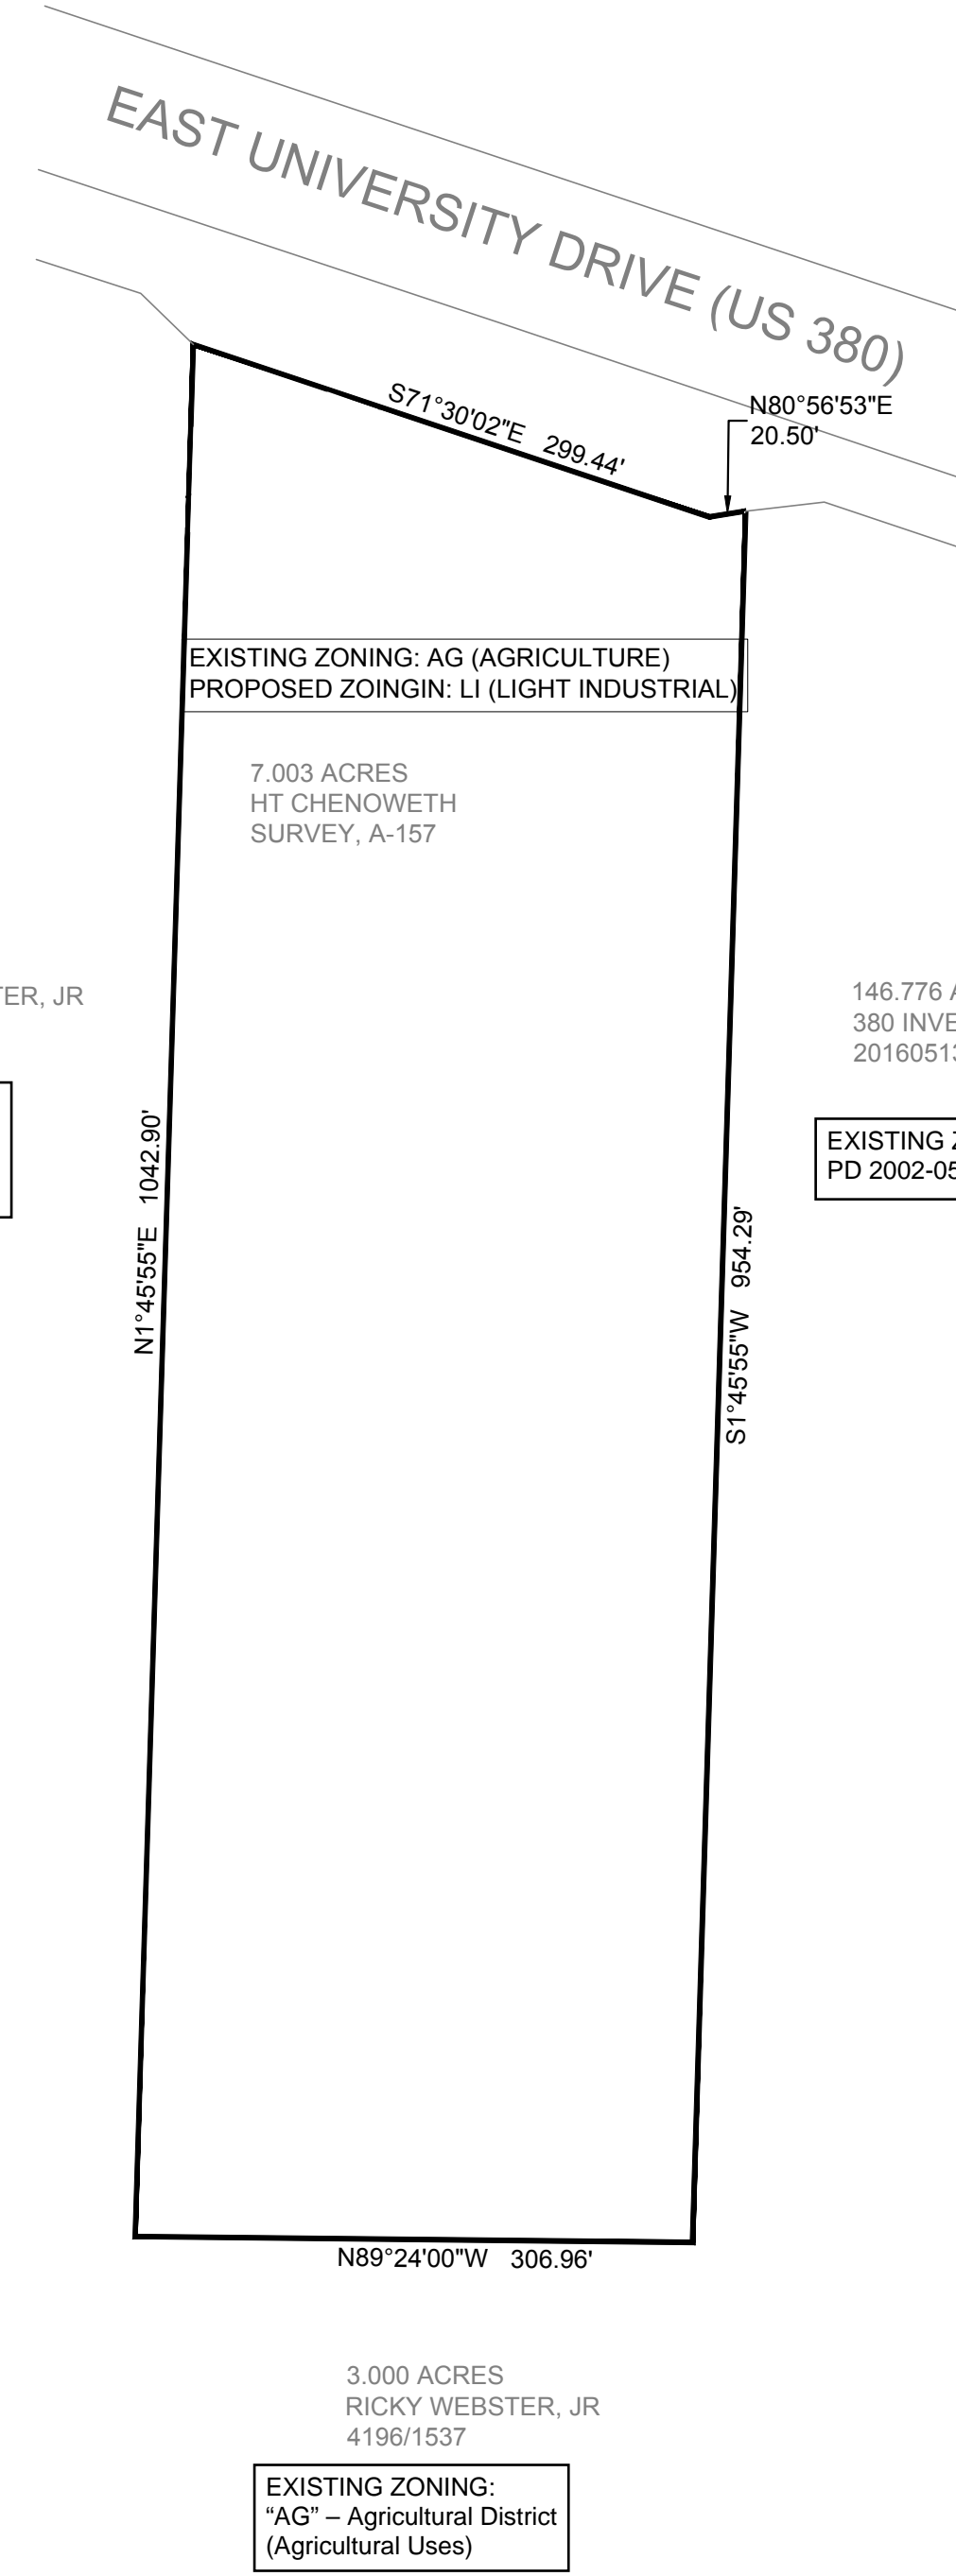 EAST UNIVERSITY DRIVE (US 380)
S71°30'02"E 299.44'
N80°56'53"E
20.50'
EXISTING ZONING: AG (AGRICULTURE)
PROPOSED ZOINGIN: LI (LIGHT INDUSTRIAL)
7.003 ACRES
HT CHENOWETH
SURVEY, A-157
TER, JR
146.776 A
380 INVE
20160513
EXISTING Z
PD 2002-05
N1°45'55"E 1042.90'
S1°45'55"W 954.29'
N89°24'00"W 306.96'
3.000 ACRES
RICKY WEBSTER, JR
4196/1537
EXISTING ZONING:
“AG” – Agricultural District
(Agricultural Uses)